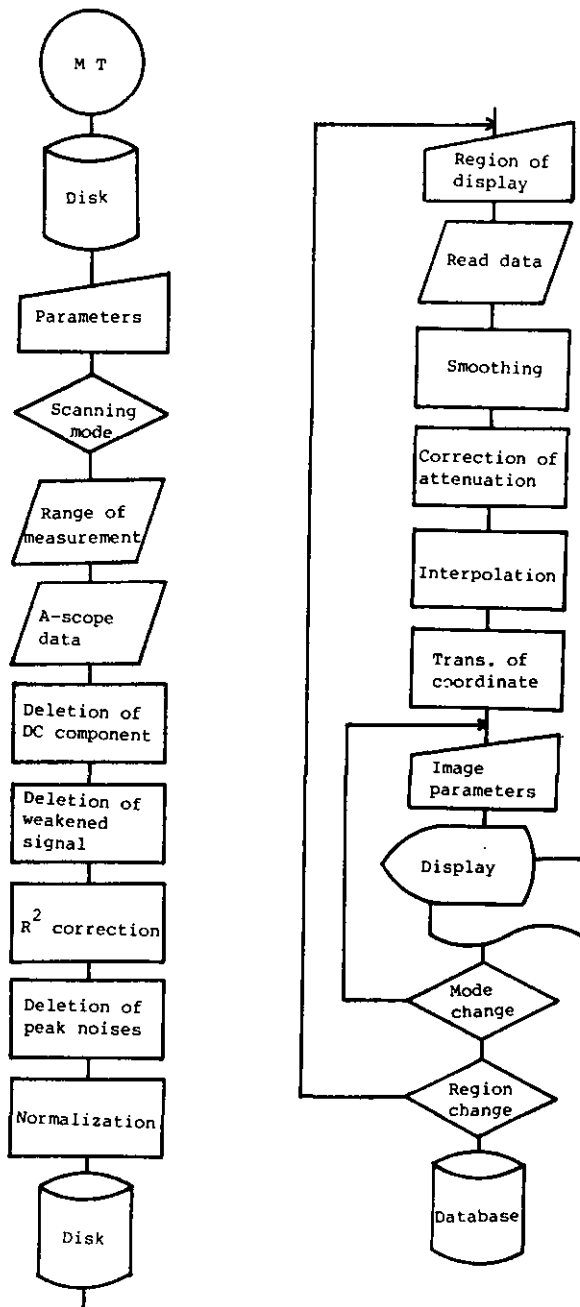 M T
Disk
Parameters
Scanning
mode
Range of
measurement
A-scope
data
Deletion of
DC component
Deletion of
weakened
signal
R² correction
Deletion of
peak noises
Normalization
Disk
Region of
display
Read data
Smoothing
Correction of
attenuation
Interpolation
Trans. of
coordinate
Image
parameters
Display
Mode
change
Region
change
Database